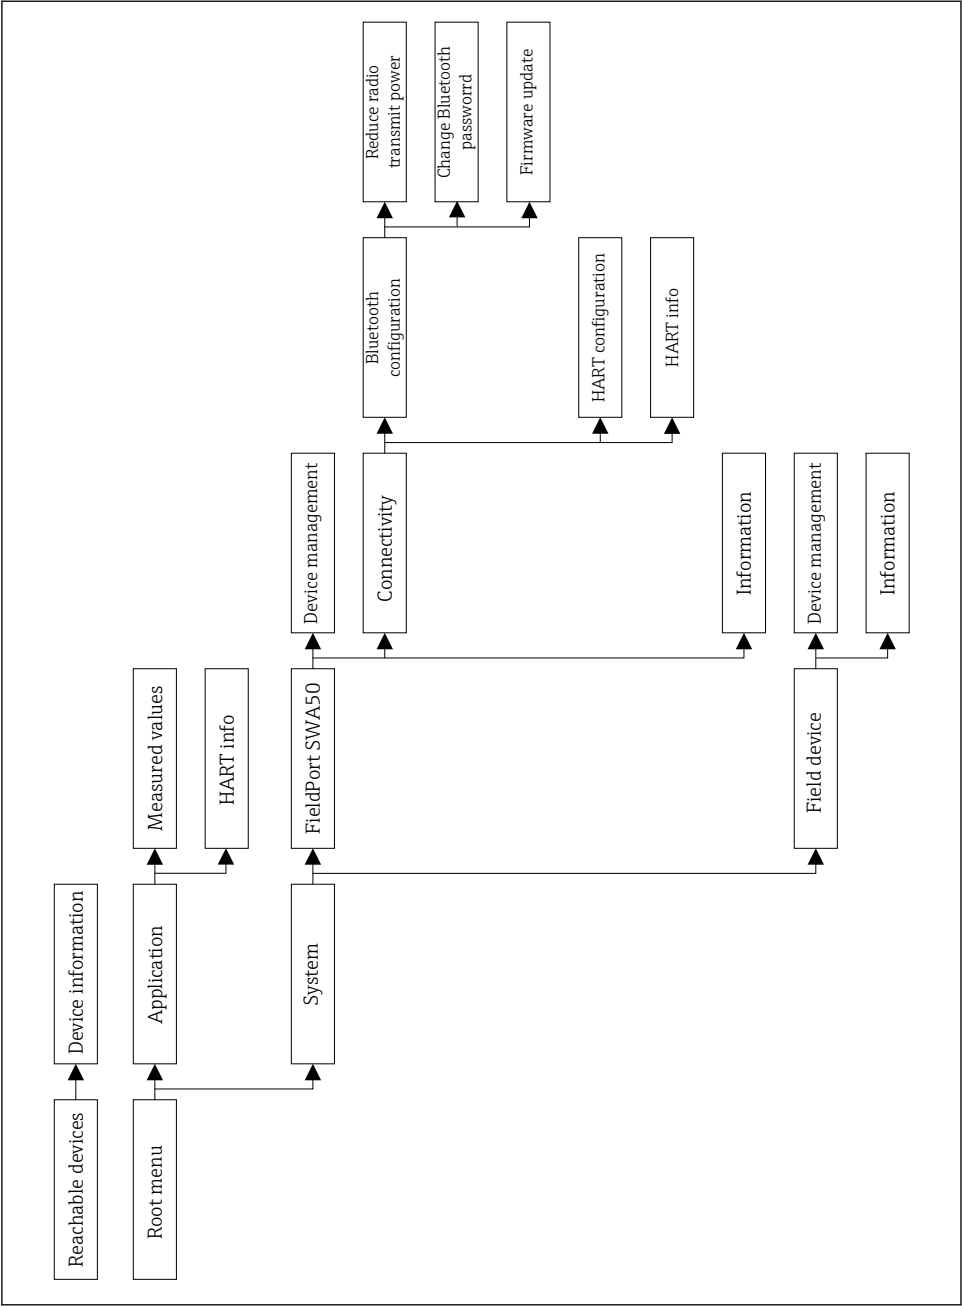 Reachable devices
Device information
Root menu
Application
Measured values
HART info
System
FieldPort SWA50
Device management
Connectivity
Bluetooth
configuration
Reduce radio
transmit power
Change Bluetooth
passworrd
Firmware update
HART configuration
HART info
Information
Field device
Device management
Information